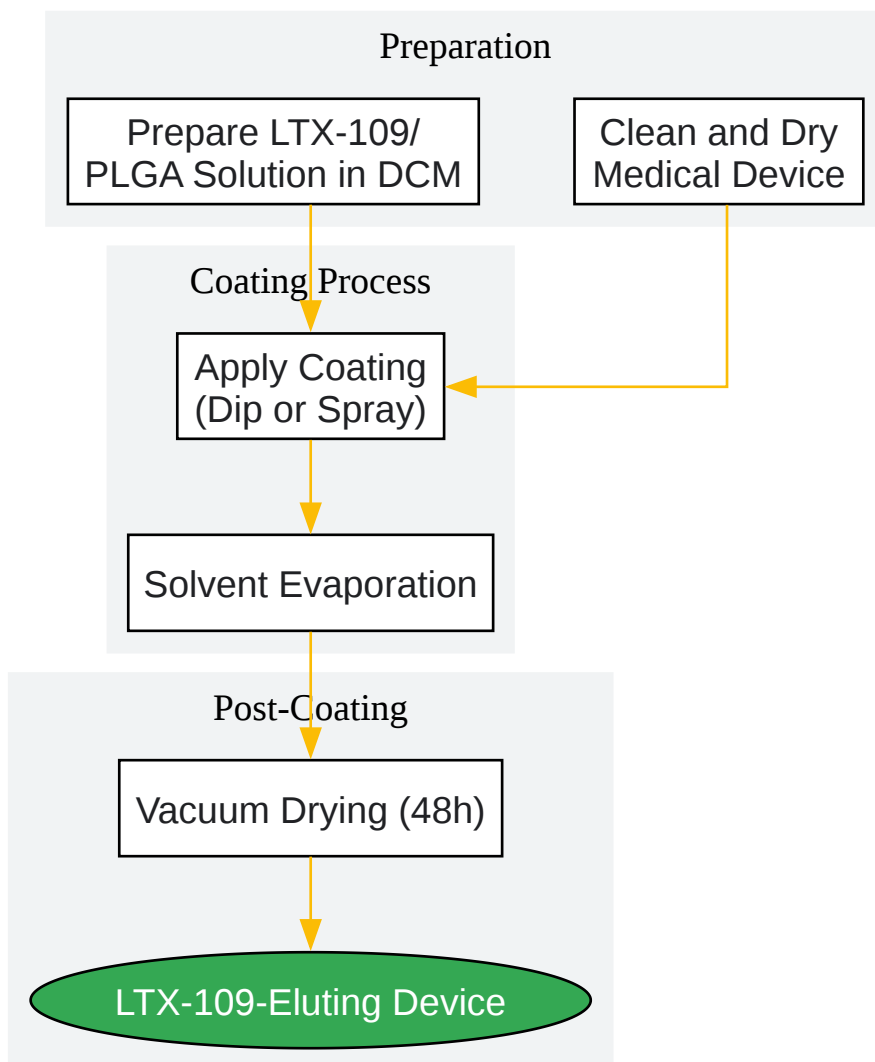 Preparation
Prepare LTX-109/
PLGA Solution in DCM
Clean and Dry
Medical Device
Coating Process
Apply Coating
(Dip or Spray)
Solvent Evaporation
Post-Coating
Vacuum Drying (48h)
LTX-109-Eluting Device